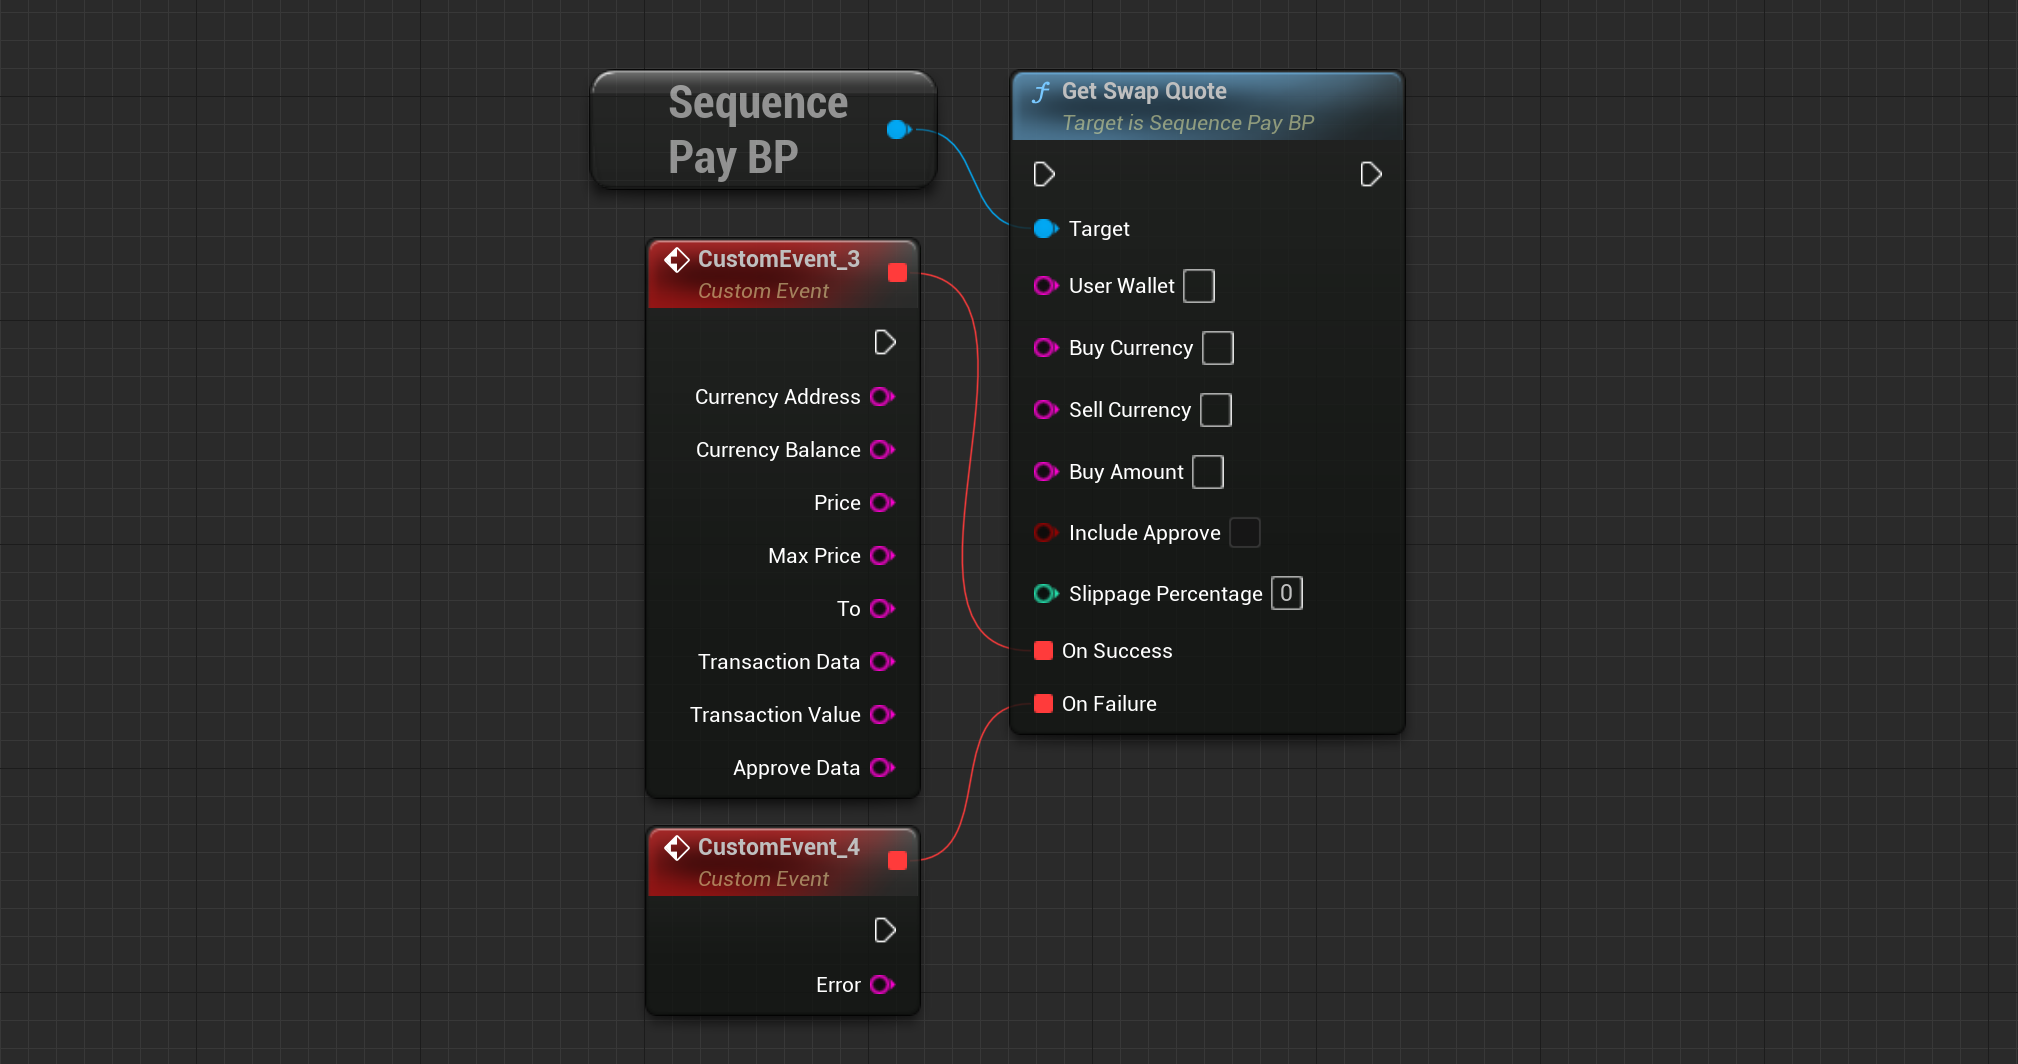 Sequence
Pay BP
Get Swap Quote
Target is Sequence Pay BP
Target
User Wallet
Buy Currency
Sell Currency
Buy Amount
Include Approve
Slippage Percentage 0
On Success
On Failure
CustomEvent_3
Custom Event
Currency Address
Currency Balance
Price
Max Price
To
Transaction Data
Transaction Value
Approve Data
CustomEvent_4
Custom Event
Error